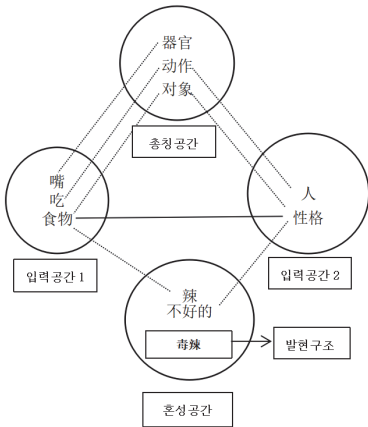 器官
动作
对象
총칭공간
嘴
吃
食物
人
性格
입력공간 1
입력공간 2
辣
不好的
毒辣
발현구조
혼성공간